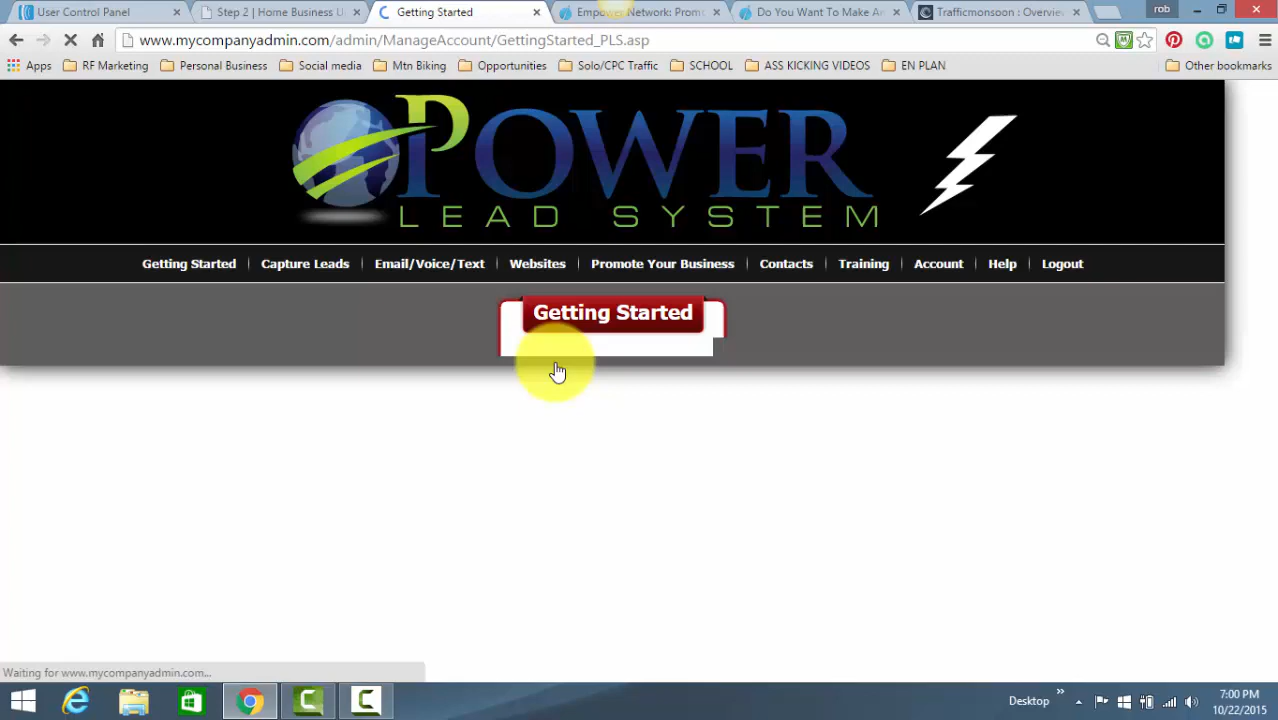 User Control Panel
Step 2 | Home Business U
Getting Started
Empower Network: Prom
Do You Want To Make A
Trafficmonsoon : Overvie
rob
www.mycompanyadmin.com/admin/ManageAccount/GettingStarted_PLS.asp
Apps RF Marketing Personal Business Social media Mtn Biking Opportunities Solo/CPC Traffic SCHOOL ASS KICKING VIDEOS EN PLAN Other bookmarks
POWER
LEAD SYSTEM
Getting Started Capture Leads Email/Voice/Text Websites Promote Your Business Contacts Training Account Help Logout
Getting Started
Waiting for www.mycompanyadmin.com...
Desktop
7:00 PM
10/22/2015